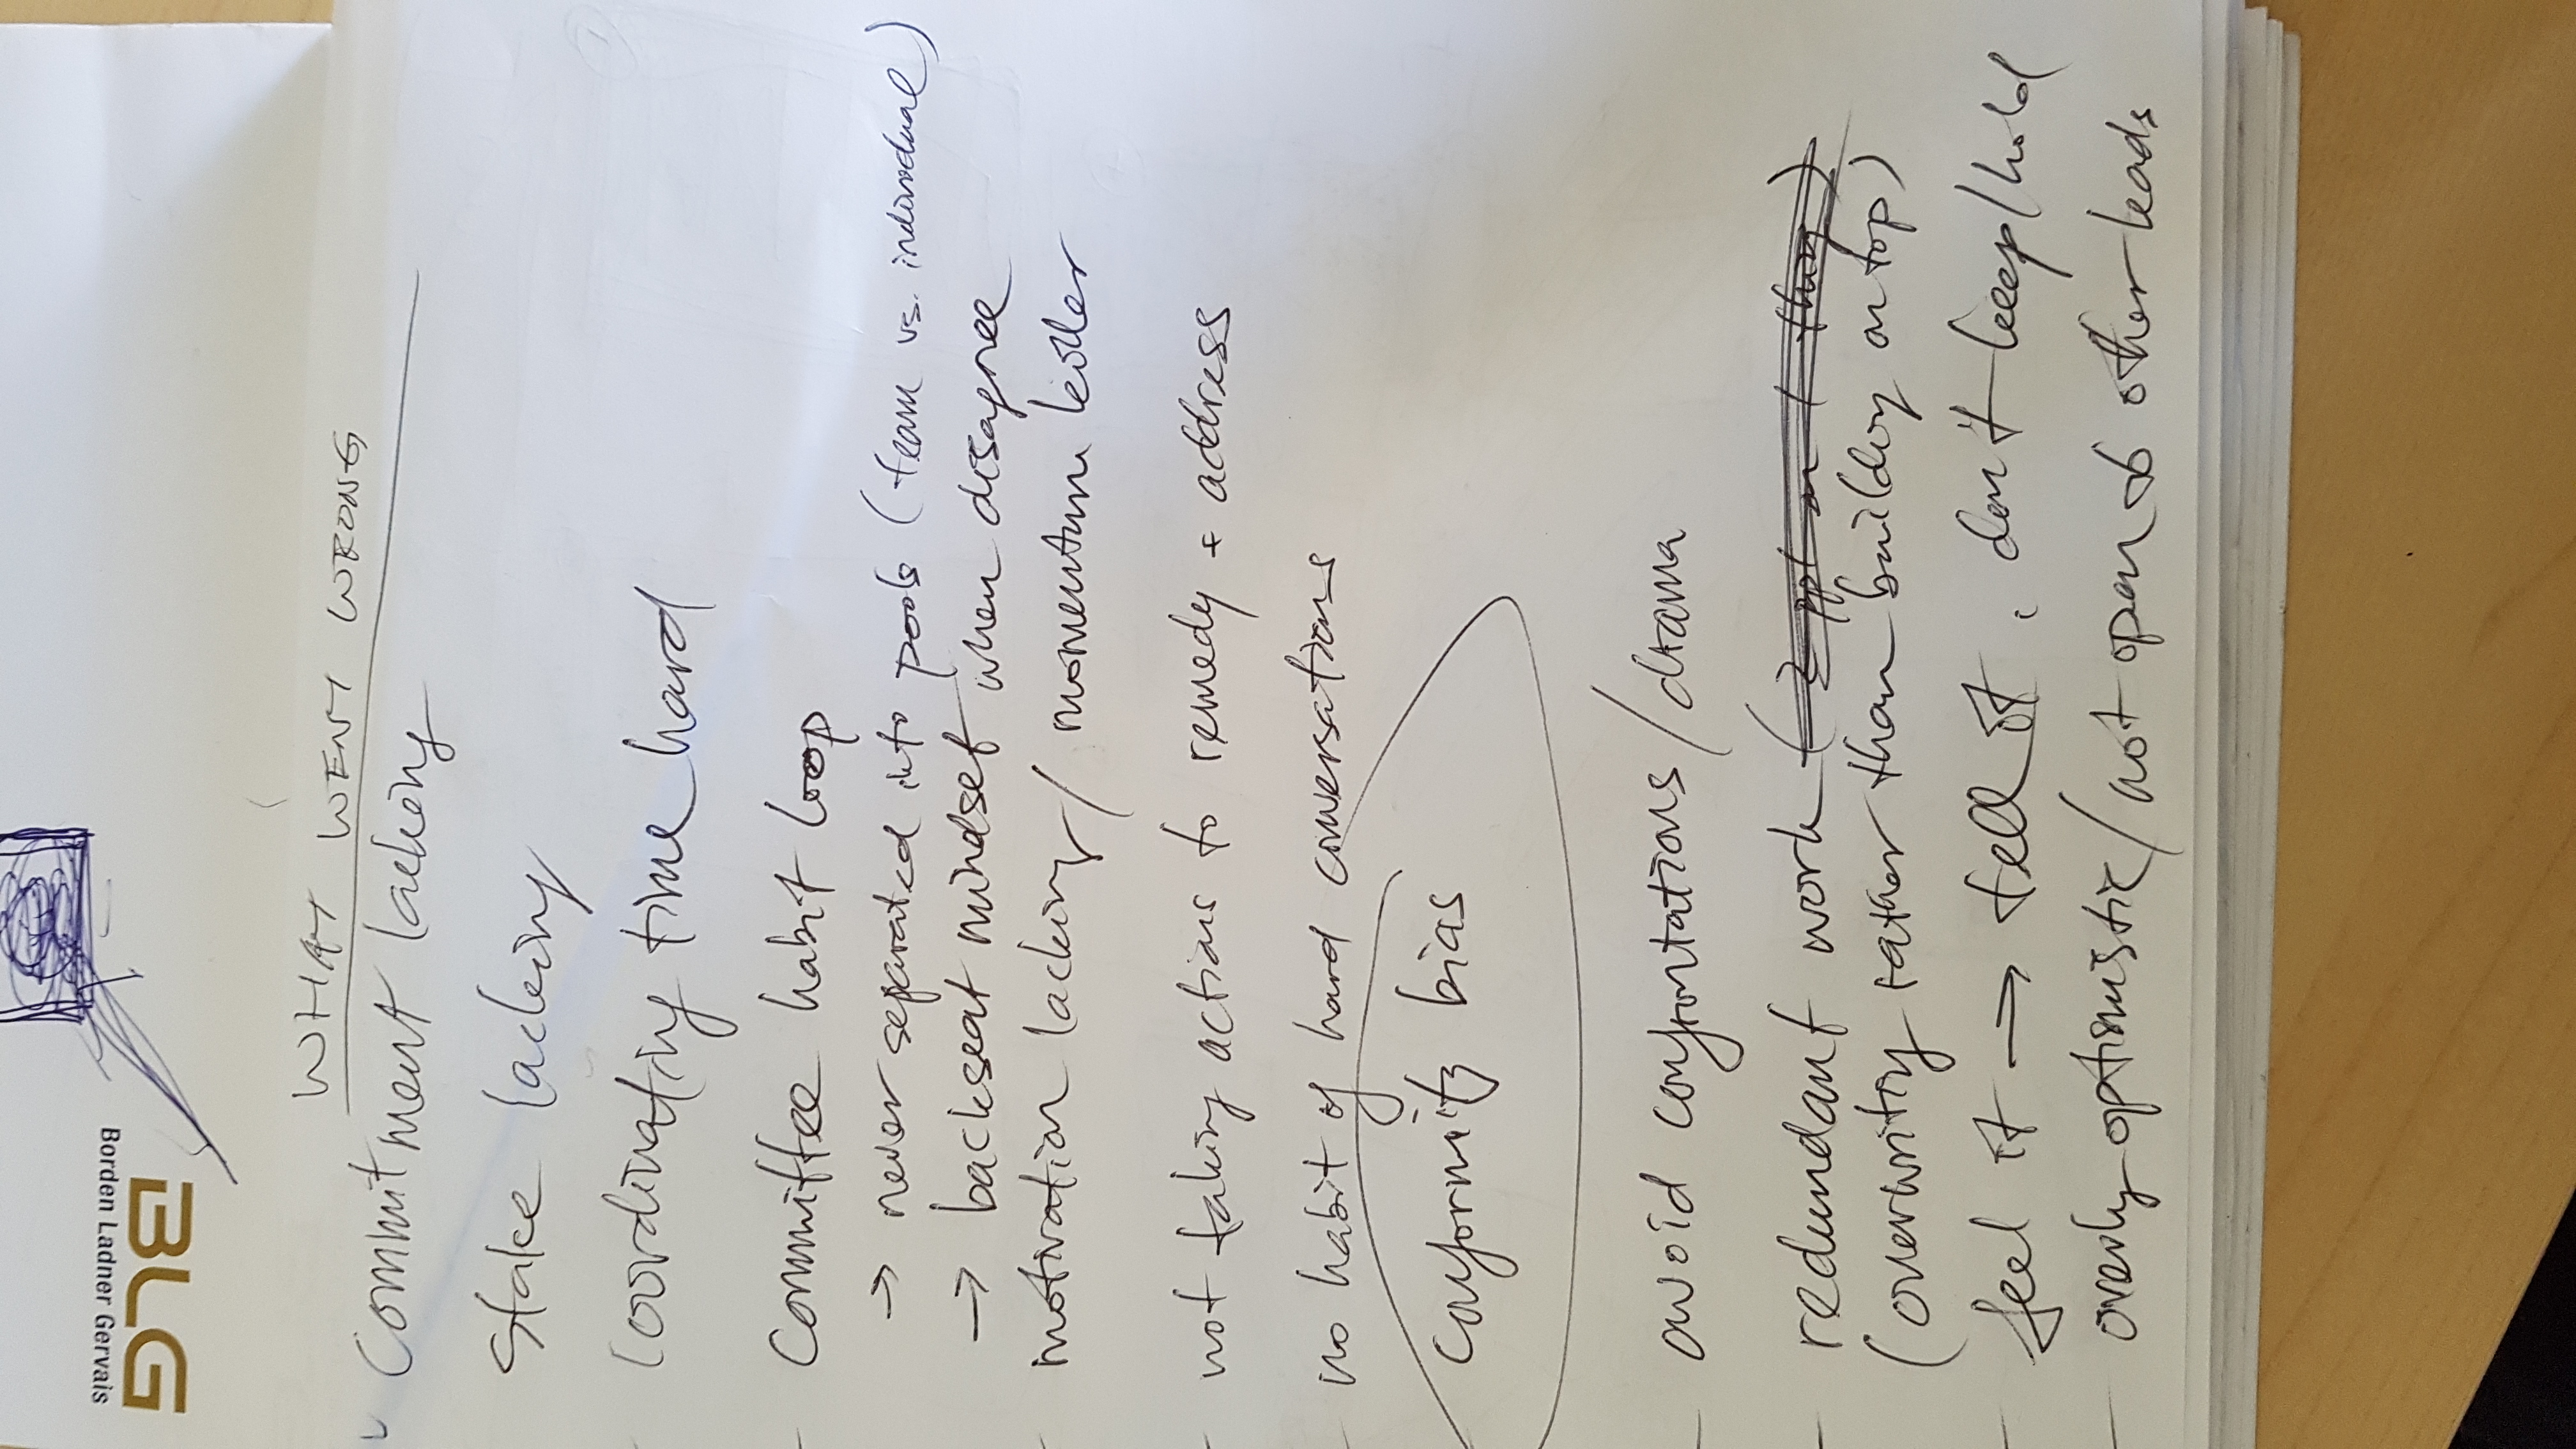 Borden Ladner Gervais
BLG
WHAT WENT WRONG
Commitment lacking
Stake lacking
Coordinating time hard
- Committee habit loop
→ never separated into pools (team vs. individual)
→ backseat mindset when disagree
- motivation lacking / momentum killer
- not taking actions to remedy + address
- no habit of hard conversations
conformity bias
- avoid confrontations / drama
- redundant work (2 ppl on 1 thing)
(overwriting rather than building on top)
- feel it → tell it, don't keep/hold
- overly optimistic / not open to other leads